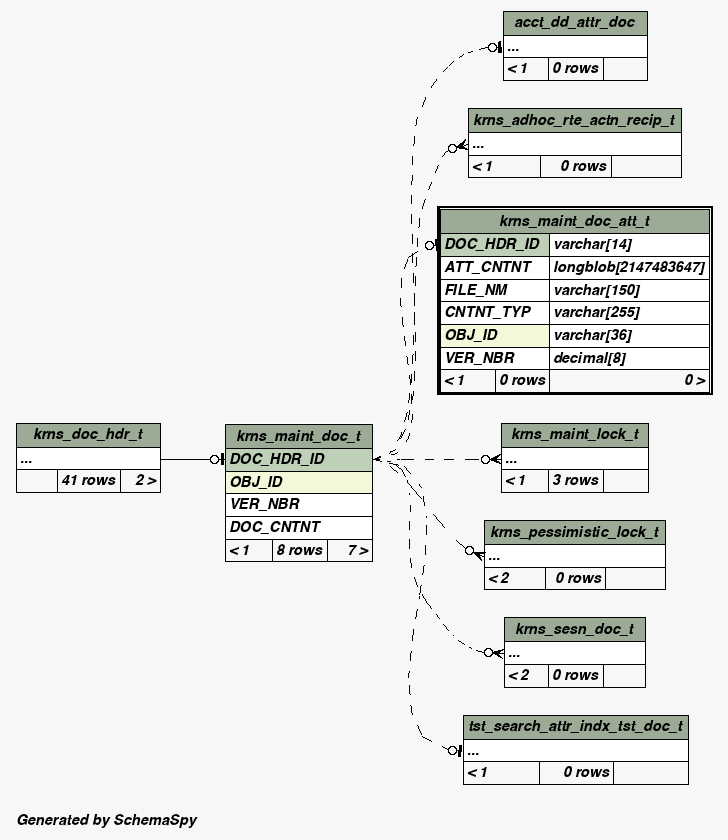 acct_dd_attr_doc
...
< 1 0 rows
krns_adhoc_rte_actn_recip_t
...
< 1 0 rows
krns_maint_doc_att_t
DOC_HDR_ID varchar[14]
ATT_CNTNT longblob[2147483647]
FILE_NM varchar[150]
CNTNT_TYP varchar[255]
OBJ_ID varchar[36]
VER_NBR decimal[8]
< 1 0 rows 0 >
krns_doc_hdr_t
...
41 rows 2 >
krns_maint_doc_t
DOC_HDR_ID
OBJ_ID
VER_NBR
DOC_CNTNT
< 1 8 rows 7 >
krns_maint_lock_t
...
< 1 3 rows
krns_pessimistic_lock_t
...
< 2 0 rows
krns_sesn_doc_t
...
< 2 0 rows
tst_search_attr_indx_tst_doc_t
...
< 1 0 rows
Generated by SchemaSpy